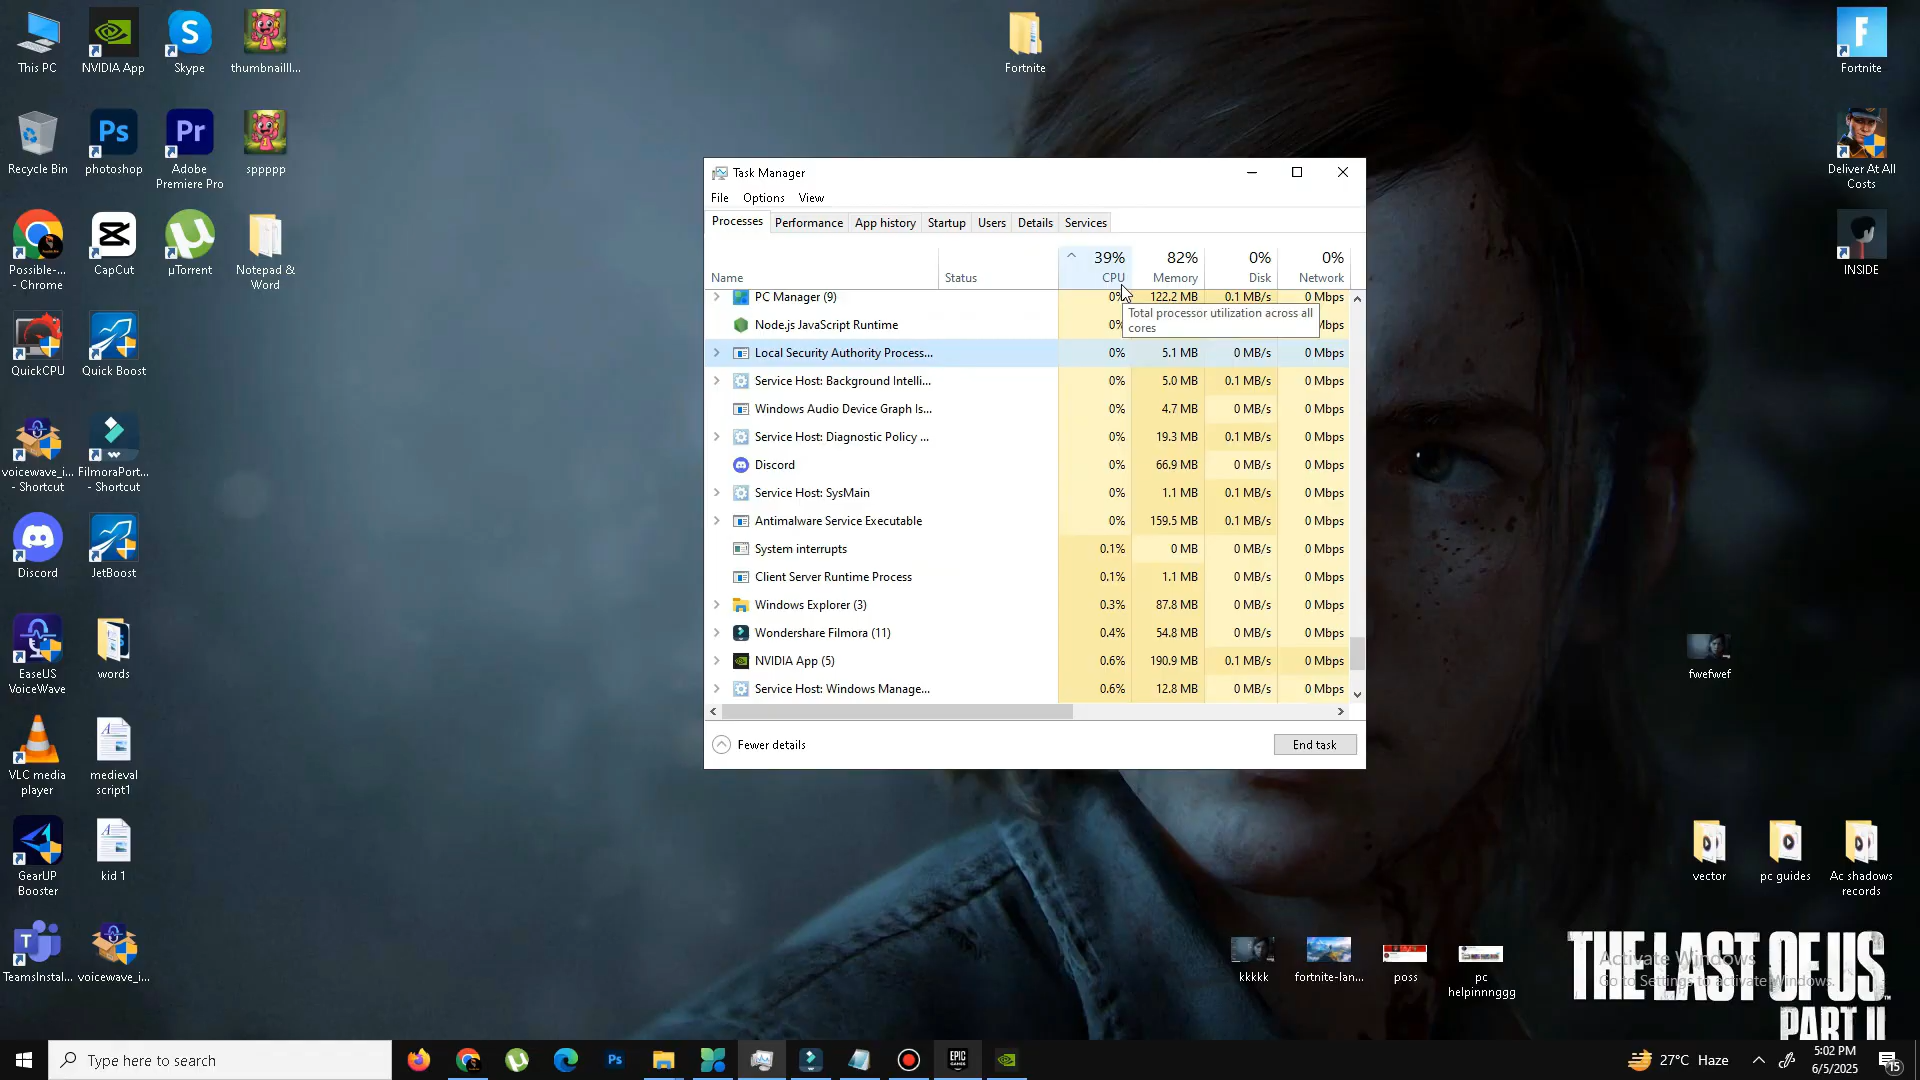 This PC
NVIDIA App
Skype
thumbnailll...
Fortnite
Fortnite
Recycle Bin
photoshop
Adobe
Premiere Pro
sppppp
Deliver At All
Costs
Possible-...
- Chrome
CapCut
µTorrent
Notepad &
Word
INSIDE
QuickCPU
Quick Boost
voicewave_i...
- Shortcut
FilmoraPort...
- Shortcut
Discord
JetBoost
EaseUS
VoiceWave
words
fwefwef
VLC media
player
medieval
script1
GearUP
Booster
kid 1
vector
pc guides
Ac shadows
records
TeamsInstal...
voicewave_i...
kkkkk
fortnite-lan...
poss
pc
helpinnnggg
Task Manager
File
Options
View
Processes
Performance
App history
Startup
Users
Details
Services
Name
Status
39%
CPU
82%
Memory
0%
Disk
0%
Network
PC Manager (9) 0% 122.2 MB 0.1 MB/s 0 Mbps
Total processor utilization across all
cores
Node.js JavaScript Runtime 0% Mbps
Local Security Authority Process... 0% 5.1 MB 0 MB/s 0 Mbps
Service Host: Background Intelli... 0% 5.0 MB 0.1 MB/s 0 Mbps
Windows Audio Device Graph Is... 0% 4.7 MB 0 MB/s 0 Mbps
Service Host: Diagnostic Policy ... 0% 19.3 MB 0.1 MB/s 0 Mbps
Discord 0% 66.9 MB 0 MB/s 0 Mbps
Service Host: SysMain 0% 1.1 MB 0.1 MB/s 0 Mbps
Antimalware Service Executable 0% 159.5 MB 0.1 MB/s 0 Mbps
System interrupts 0.1% 0 MB 0 MB/s 0 Mbps
Client Server Runtime Process 0.1% 1.1 MB 0 MB/s 0 Mbps
Windows Explorer (3) 0.3% 87.8 MB 0 MB/s 0 Mbps
Wondershare Filmora (11) 0.4% 54.8 MB 0 MB/s 0 Mbps
NVIDIA App (5) 0.6% 190.9 MB 0.1 MB/s 0 Mbps
Service Host: Windows Manage... 0.6% 12.8 MB 0 MB/s 0 Mbps
Fewer details
End task
THE LAST OF US
PART II
Activate Windows
Go to Settings to activate Windows.
Type here to search
27°C Haze
5:02 PM
6/5/2025
15